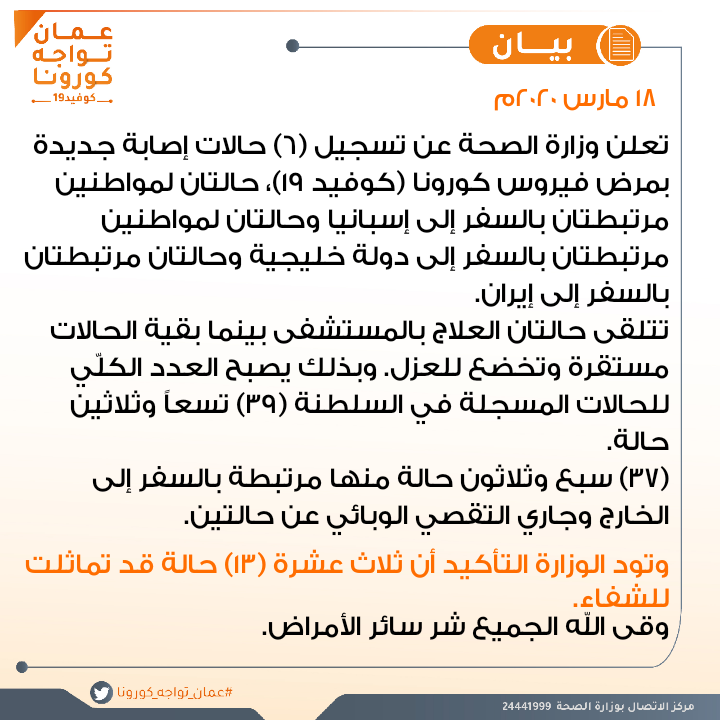 عمان
تواجه
كورونا
كوفيد19
بيـــان
١٨ مارس ٢٠٢٠م
تعلن وزارة الصحة عن تسجيل (٦) حالات إصابة جديدة
بمرض فيروس كورونا (كوفيد ١٩)، حالتان لمواطنين
مرتبطتان بالسفر إلى إسبانيا وحالتان لمواطنين
مرتبطتان بالسفر إلى دولة خليجية وحالتان مرتبطتان
بالسفر إلى إيران.
تتلقى حالتان العلاج بالمستشفى بينما بقية الحالات
مستقرة وتخضع للعزل. وبذلك يصبح العدد الكلّي
للحالات المسجلة في السلطنة (٣٩) تسعاً وثلاثين
حالة.
(٣٧) سبع وثلاثون حالة منها مرتبطة بالسفر إلى
الخارج وجاري التقصي الوبائي عن حالتين.
وتود الوزارة التأكيد أن ثلاث عشرة (١٣) حالة قد تماثلت
للشفاء.
وقى الله الجميع شر سائر الأمراض.
#عمان_تواجه_كورونا
مركز الاتصال بوزارة الصحة 24441999